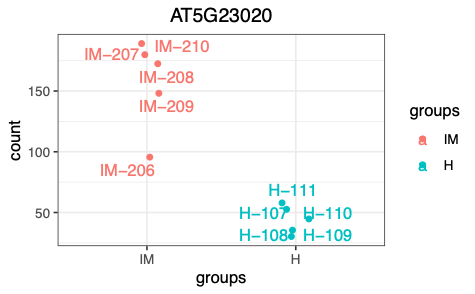 AT5G23020
count
150
100
50
IM−207
IM−210
IM−208
IM−209
IM−206
H−111
H−107
H−110
H−108
H−109
IM
H
groups
groups
a IM
a H